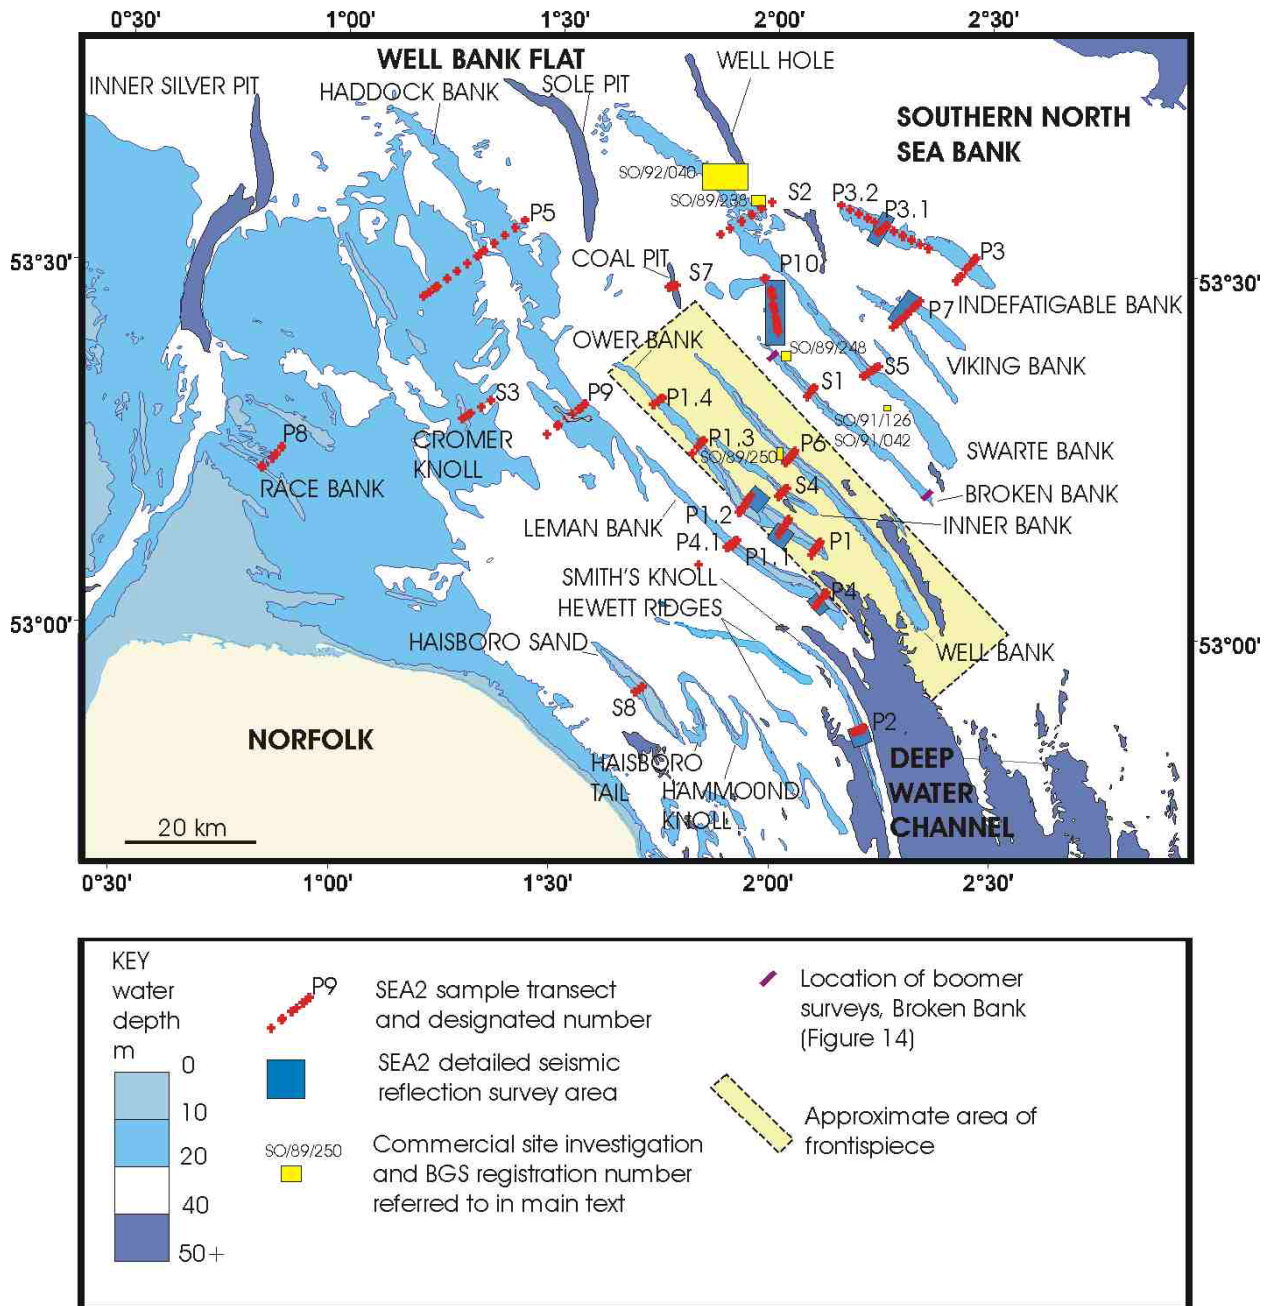 0°30' 1°00' 1°30' 2°00' 2°30'
WELL BANK FLAT
WELL HOLE
INNER SILVER PIT
HADDOCK BANK
SOLE PIT
SOUTHERN NORTH
SEA BANK
SO/92/040
SO/89/238
S2
P3.2
P3.1
P5
P3
53°30'
53°30'
COAL PIT
S7
P10
INDEFATIGABLE BANK
P7
OWER BANK
SO/89/248
VIKING BANK
S5
S1
P1.4
S3
P9
SO/91/126
SO/91/042
P8
CROMER
KNOLL
P1.3
SO/89/250
P6
SWARTE BANK
RACE BANK
S4
BROKEN BANK
LEMAN BANK
P1.2
INNER BANK
P4.1
P1.1
P1
SMITH'S KNOLL
HEWETT RIDGES
P4
53°00'
53°00'
HAISBORO SAND
WELL BANK
S8
P2
NORFOLK
HAISBORO
TAIL
HAMMO0ND
KNOLL
DEEP
WATER
CHANNEL
20 km
0°30' 1°00' 1°30' 2°00' 2°30'
KEY
water
depth
m
0
10
20
40
50+
P9
SEA2 sample transect
and designated number
SEA2 detailed seismic
reflection survey area
SO/89/250
Commercial site investigation
and BGS registration number
referred to in main text
Location of boomer
surveys, Broken Bank
(Figure 14)
Approximate area of
frontispiece